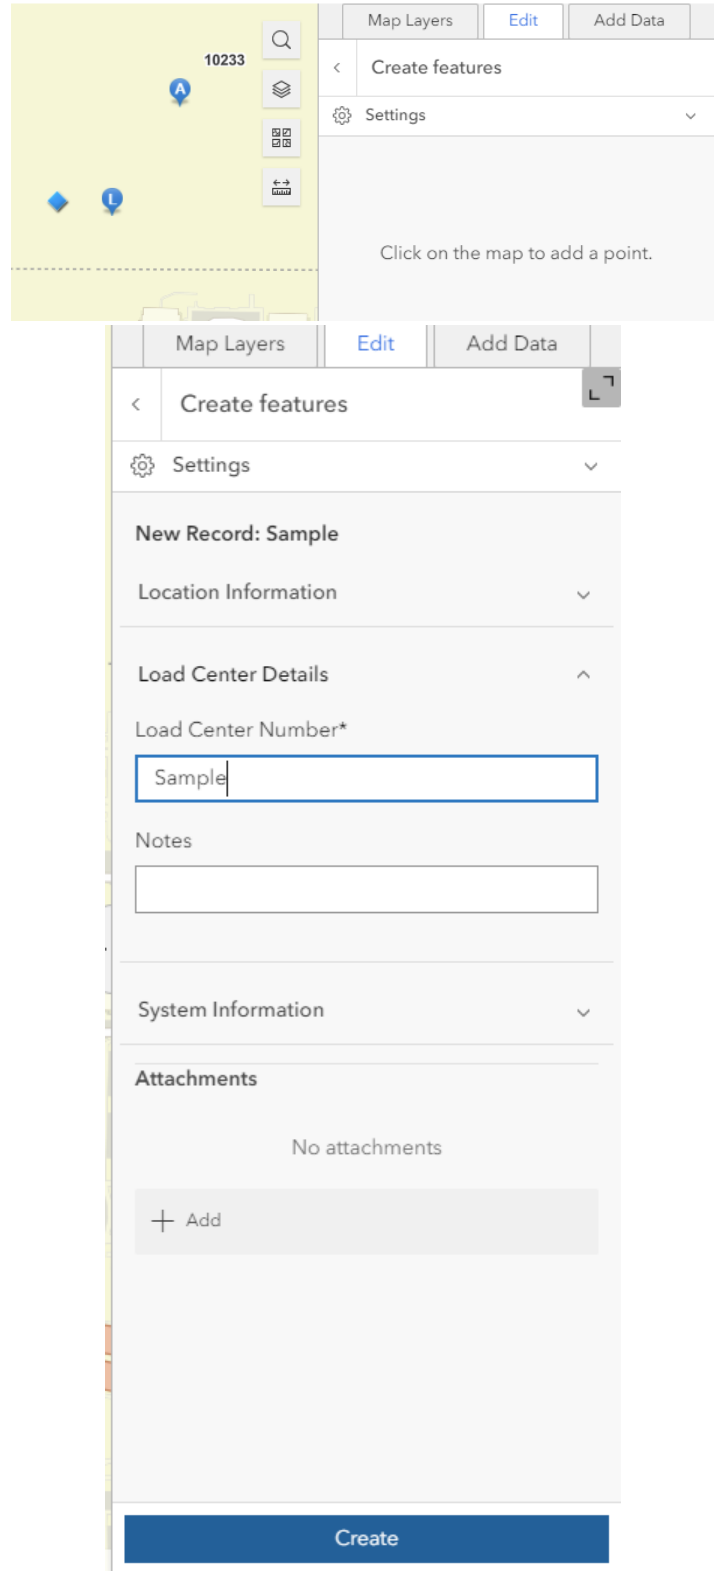 Map Layers
Edit
Add Data
10233
Create features
A
Settings
L
Click on the map to add a point.
Map Layers
Edit
Add Data
Create features
Settings
New Record: Sample
Location Information
Load Center Details
Load Center Number*
Sample
Notes
System Information
Attachments
No attachments
Add
Create